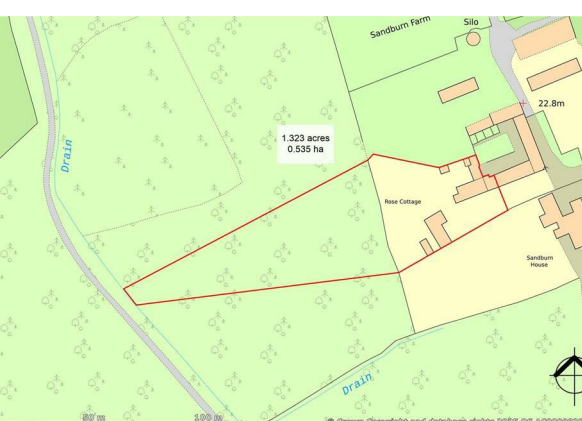 Sandburn Farm
Silo
22.8m
1.323 acres
0.535 ha
Drain
Rose Cottage
Sandburn
House
Drain
50 m
100 m